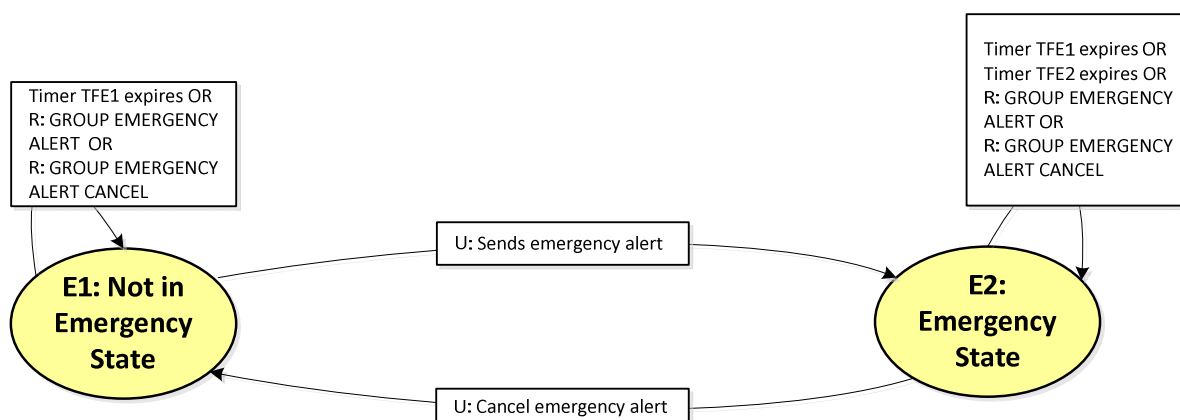 Timer TFE1 expires OR
R: GROUP EMERGENCY
ALERT OR
R: GROUP EMERGENCY
ALERT CANCEL
Timer TFE1 expires OR
Timer TFE2 expires OR
R: GROUP EMERGENCY
ALERT OR
R: GROUP EMERGENCY
ALERT CANCEL
U: Sends emergency alert
E1: Not in
Emergency
State
E2:
Emergency
State
U: Cancel emergency alert